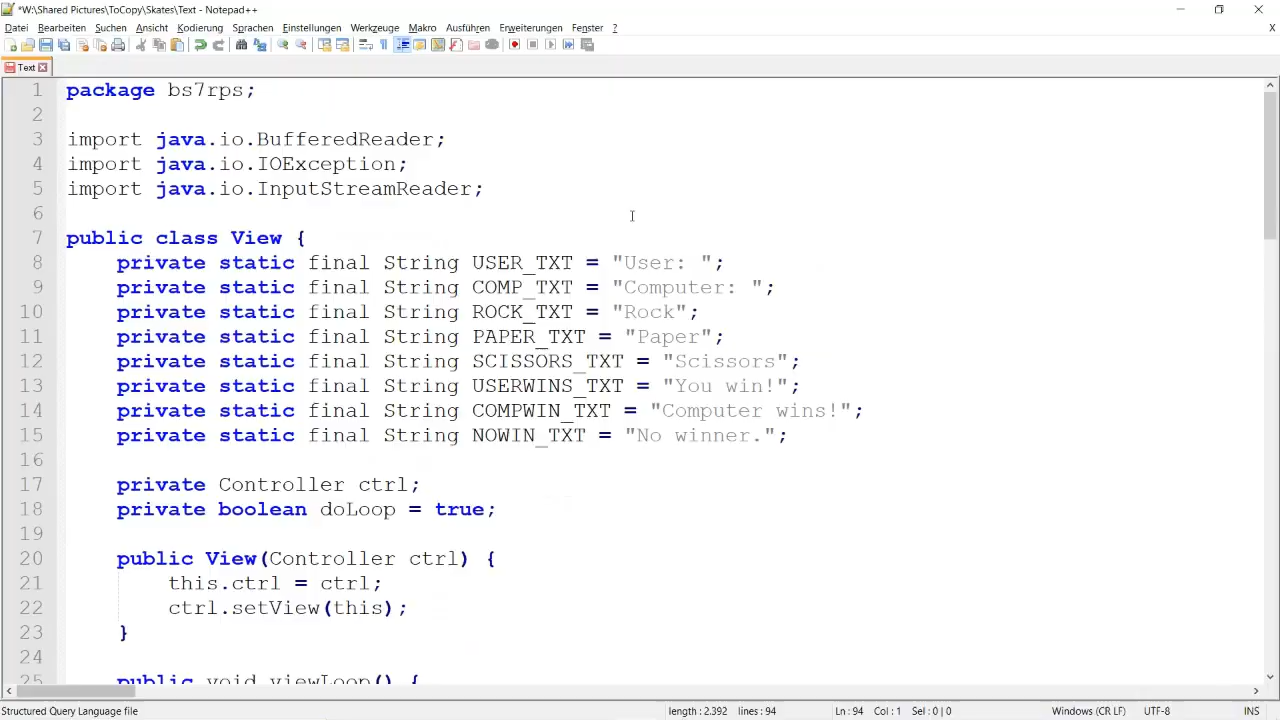 *W:\Shared Pictures\ToCopy\Skates\Text - Notepad++
Datei Bearbeiten Suchen Ansicht Kodierung Sprachen Einstellungen Werkzeuge Makro Ausführen Erweiterungen Fenster ? X
Text
1 package bs7rps;
2
3 import java.io.BufferedReader;
4 import java.io.IOException;
5 import java.io.InputStreamReader;
6
7 public class View {
8 private static final String USER_TXT = "User: ";
9 private static final String COMP_TXT = "Computer: ";
10 private static final String ROCK_TXT = "Rock";
11 private static final String PAPER_TXT = "Paper";
12 private static final String SCISSORS_TXT = "Scissors";
13 private static final String USERWINS_TXT = "You win!";
14 private static final String COMPWIN_TXT = "Computer wins!";
15 private static final String NOWIN_TXT = "No winner.";
16
17 private Controller ctrl;
18 private boolean doLoop = true;
19
20 public View(Controller ctrl) {
21 this.ctrl = ctrl;
22 ctrl.setView(this);
23 }
24
25 public void viewLoop() {
Structured Query Language file length : 2.392 lines : 94 Ln : 94 Col : 1 Sel : 0 | 0 Windows (CR LF) UTF-8 INS